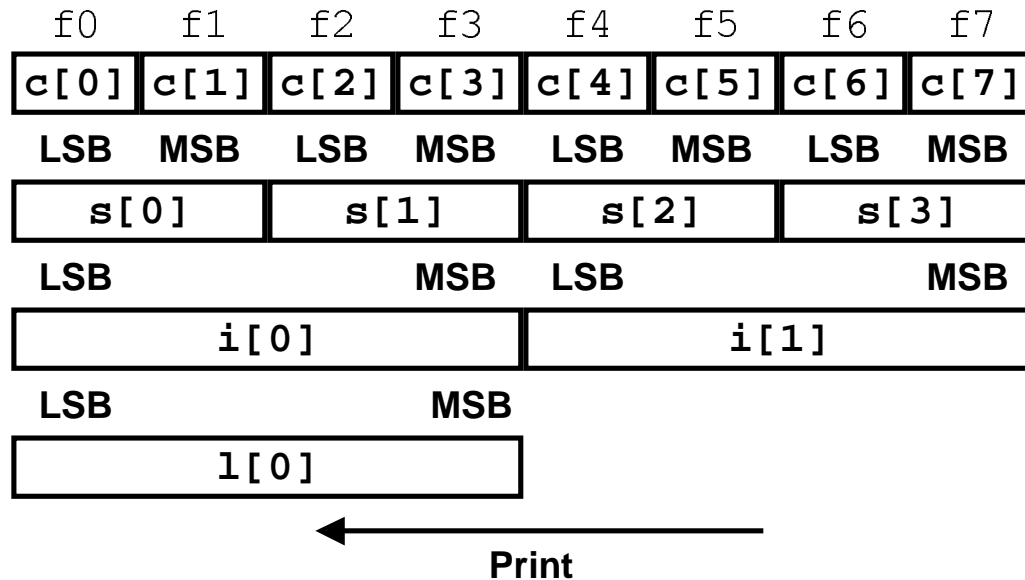 f0 f1 f2 f3 f4 f5 f6 f7
c[0] c[1] c[2] c[3] c[4] c[5] c[6] c[7]
LSB MSB LSB MSB LSB MSB LSB MSB
s[0] s[1] s[2] s[3]
LSB MSB LSB MSB
i[0] i[1]
LSB MSB
l[0]
Print